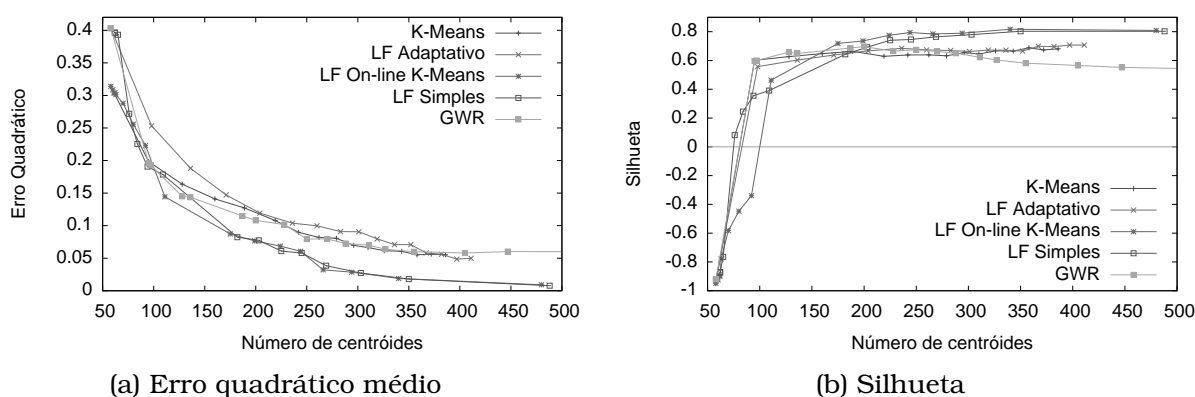 0.4
0.35
0.3
0.25
0.2
0.15
0.1
0.05
0
Erro Quadrático
K-Means
LF Adaptativo
LF On-line K-Means
LF Simples
GWR
50 100 150 200 250 300 350 400 450 500
Número de centróides
(a) Erro quadrático médio
0.8
0.6
0.4
0.2
0
-0.2
-0.4
-0.6
-0.8
-1
Silhueta
K-Means
LF Adaptativo
LF On-line K-Means
LF Simples
GWR
50 100 150 200 250 300 350 400 450 500
Número de centróides
(b) Silhueta